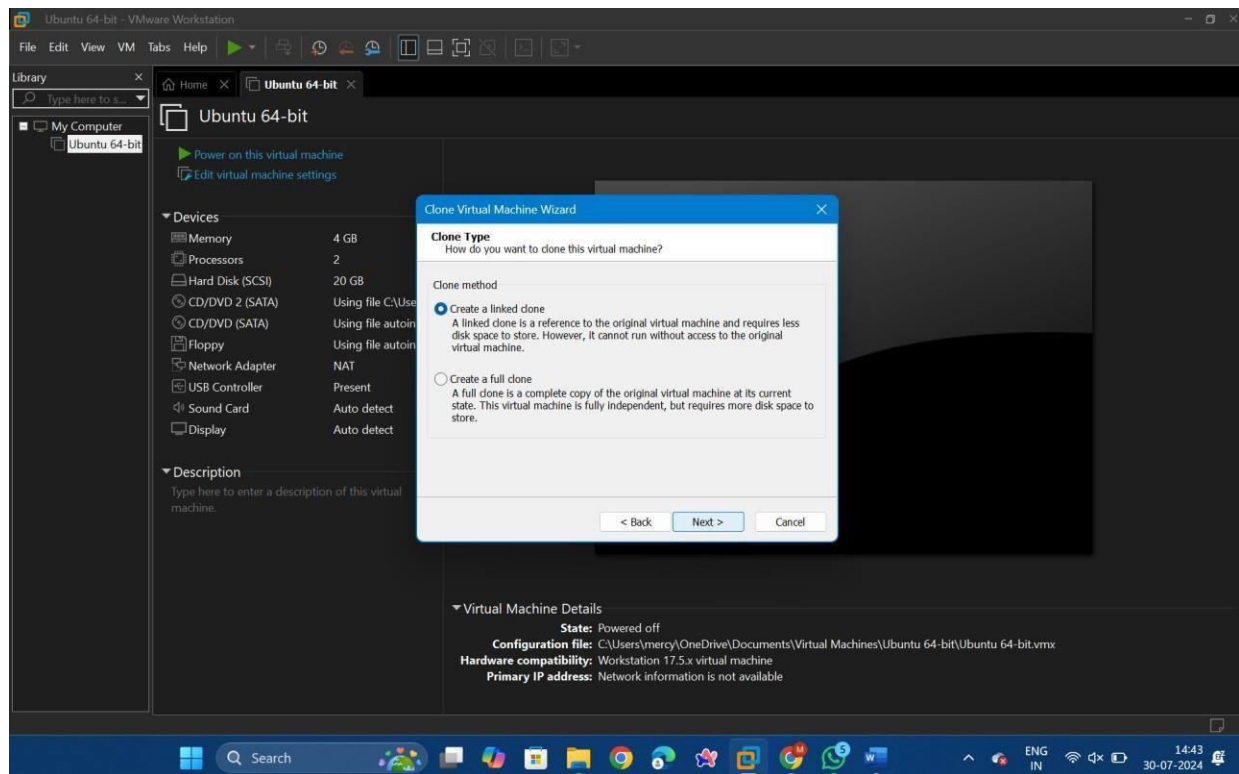 Ubuntu 64-bit - VMware Workstation
File Edit View VM Tabs Help
Library
Type here to s...
My Computer
Ubuntu 64-bit
Home
Ubuntu 64-bit
Ubuntu 64-bit
Power on this virtual machine
Edit virtual machine settings
Devices
Memory 4 GB
Processors 2
Hard Disk (SCSI) 20 GB
CD/DVD 2 (SATA) Using file C:\Use
CD/DVD (SATA) Using file autoin
Floppy Using file autoin
Network Adapter NAT
USB Controller Present
Sound Card Auto detect
Display Auto detect
Description
Type here to enter a description of this virtual
machine.
Clone Virtual Machine Wizard
Clone Type
How do you want to clone this virtual machine?
Clone method
Create a linked clone
A linked clone is a reference to the original virtual machine and requires less
disk space to store. However, it cannot run without access to the original
virtual machine.
Create a full clone
A full clone is a complete copy of the original virtual machine at its current
state. This virtual machine is fully independent, but requires more disk space to
store.
< Back Next > Cancel
Virtual Machine Details
State: Powered off
Configuration file: C:\Users\mercy\OneDrive\Documents\Virtual Machines\Ubuntu 64-bit\Ubuntu 64-bit.vmx
Hardware compatibility: Workstation 17.5.x virtual machine
Primary IP address: Network information is not available
Search
M
5
W
ENG
IN
14:43
30-07-2024